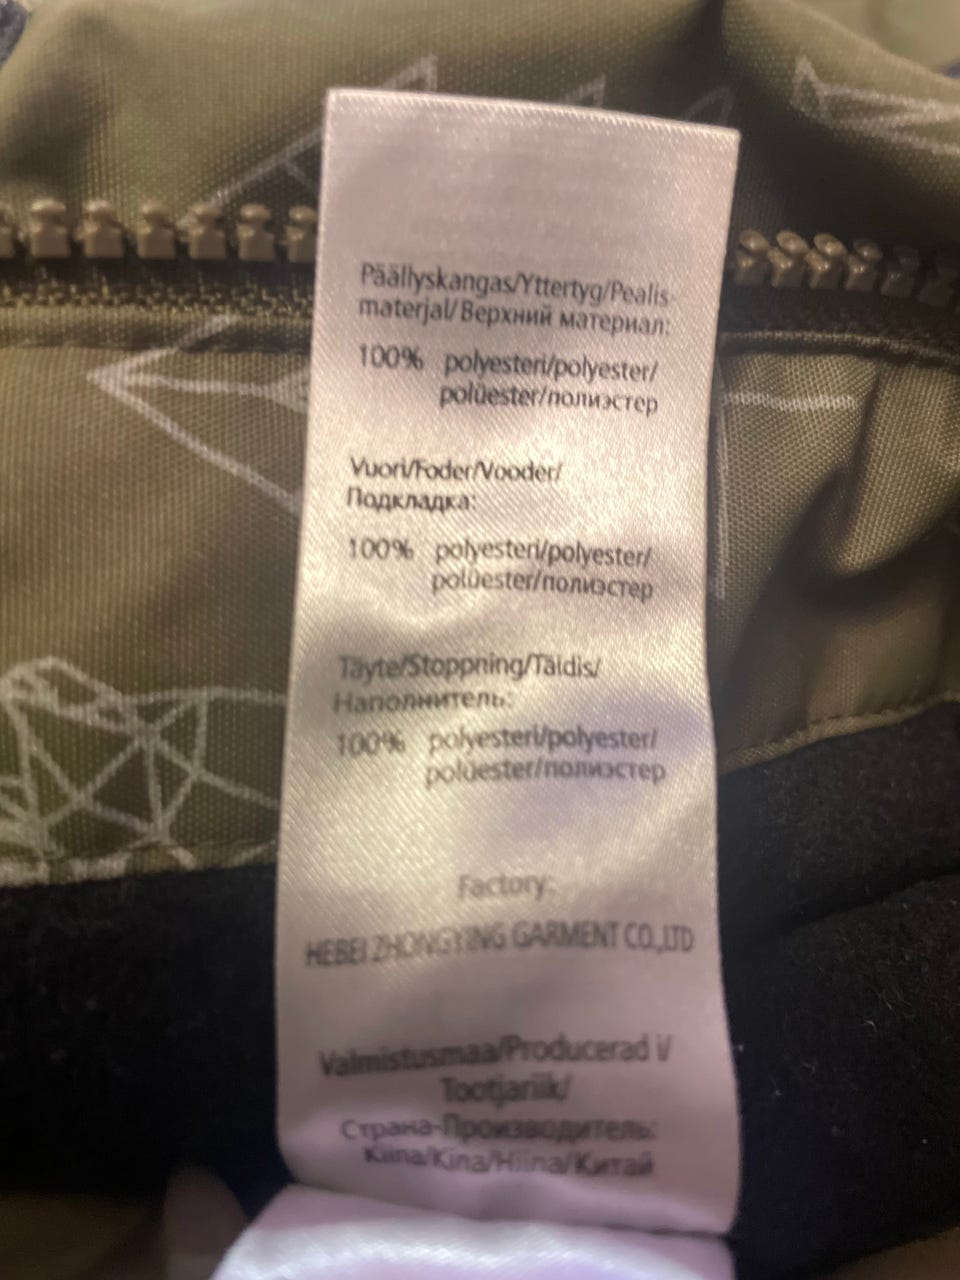 Päällyskangas/Yttertyg/Pealis-
materjal/Верхний материал:
100% polyesteri/polyester/
polüester/полиэстер
Vuori/Foder/Vooder/
Подкладка:
100% polyesteri/polyester/
polüester/полиэстер
Täyte/Stoppning/Täidis/
Наполнитель:
100% polyesteri/polyester/
polüester/полиэстер
Factory:
HEBEI ZHONGYING GARMENT CO.,LTD
Valmistusmaa/Producerad i/
Tootjariik/
Страна-Производитель:
Kiina/Kina/Hiina/Китай